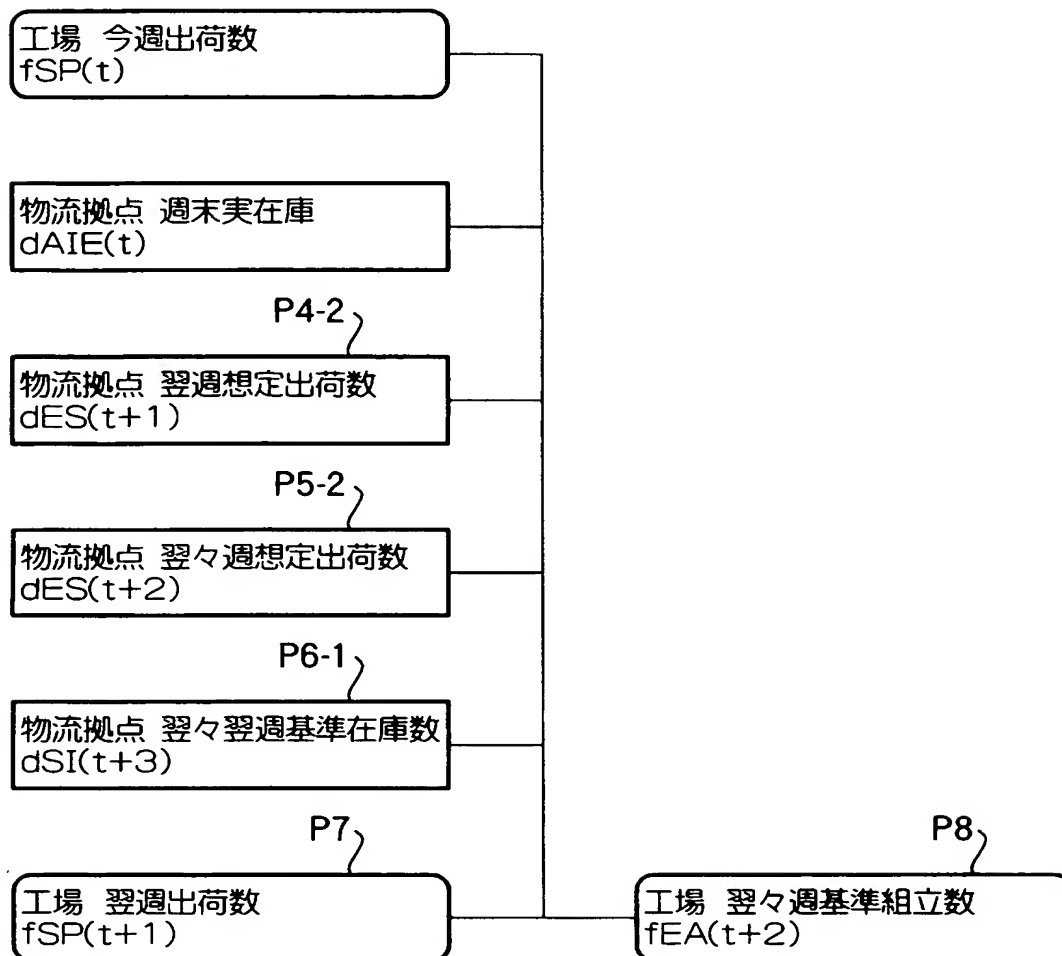 工場 今週出荷数
fSP(t)
物流拠点 週末実在庫
dAIE(t)
P4-2
物流拠点 翌週想定出荷数
dES(t+1)
P5-2
物流拠点 翌々週想定出荷数
dES(t+2)
P6-1
物流拠点 翌々翌週基準在庫数
dSI(t+3)
P7
工場 翌週出荷数
fSP(t+1)
P8
工場 翌々週基準組立数
fEA(t+2)